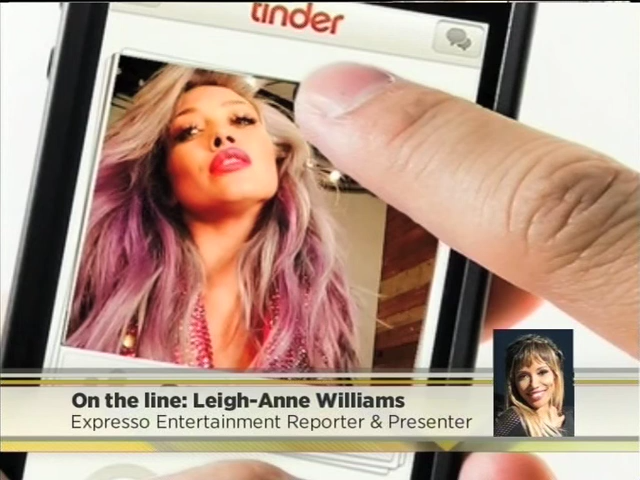 tinder
On the line: Leigh-Anne Williams
Expresso Entertainment Reporter & Presenter